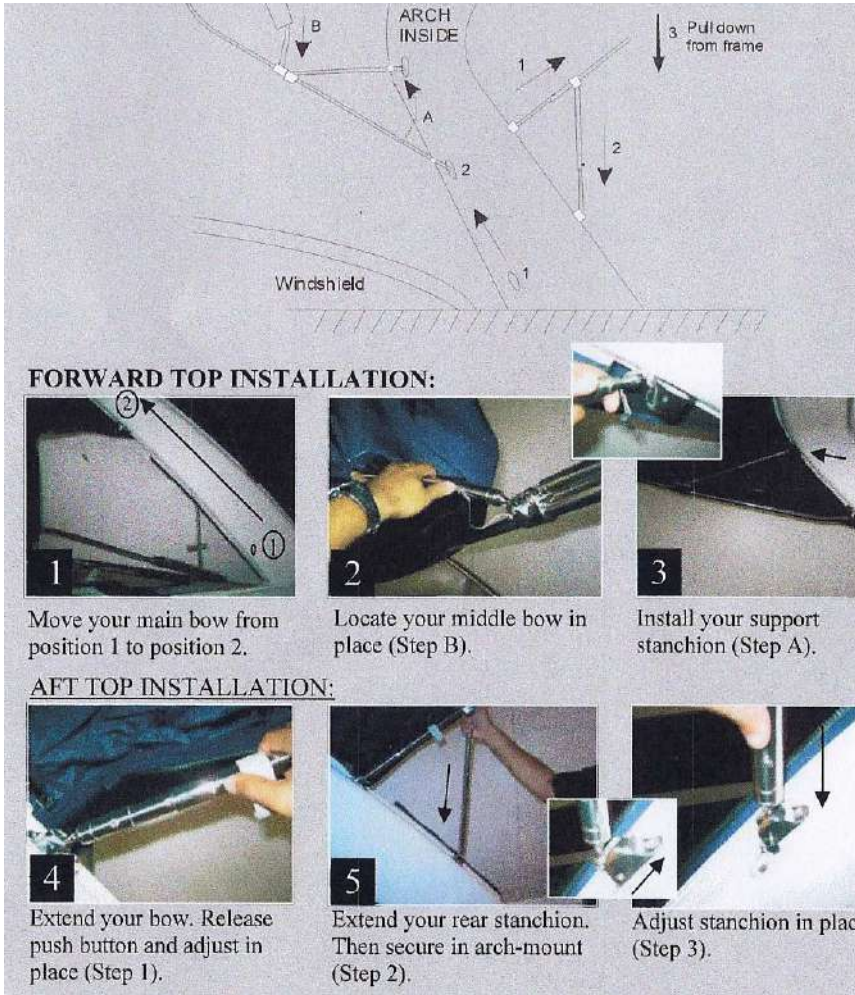 B
ARCH
INSIDE
1
3 Pull down
from frame
A
2
2
1
Windshield
FORWARD TOP INSTALLATION:
2
1
1
2
3
Move your main bow from
position 1 to position 2.
Locate your middle bow in
place (Step B).
Install your support
stanchion (Step A).
AFT TOP INSTALLATION:
4
5
Extend your bow. Release
push button and adjust in
place (Step 1).
Extend your rear stanchion.
Then secure in arch-mount
(Step 2).
Adjust stanchion in plac
(Step 3).